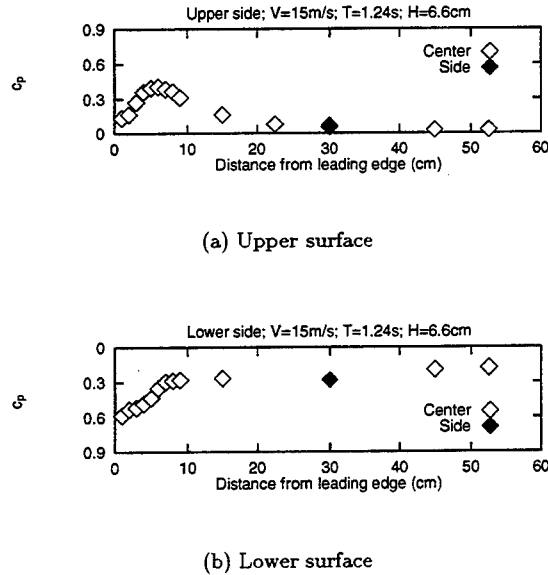 Upper side; V=15m/s; T=1.24s; H=6.6cm
0.9
0.6
0.3
0
cp
Center
Side
0 10 20 30 40 50 60
Distance from leading edge (cm)
(a) Upper surface
Lower side; V=15m/s; T=1.24s; H=6.6cm
0
0.3
0.6
0.9
cp
Center
Side
0 10 20 30 40 50 60
Distance from leading edge (cm)
(b) Lower surface